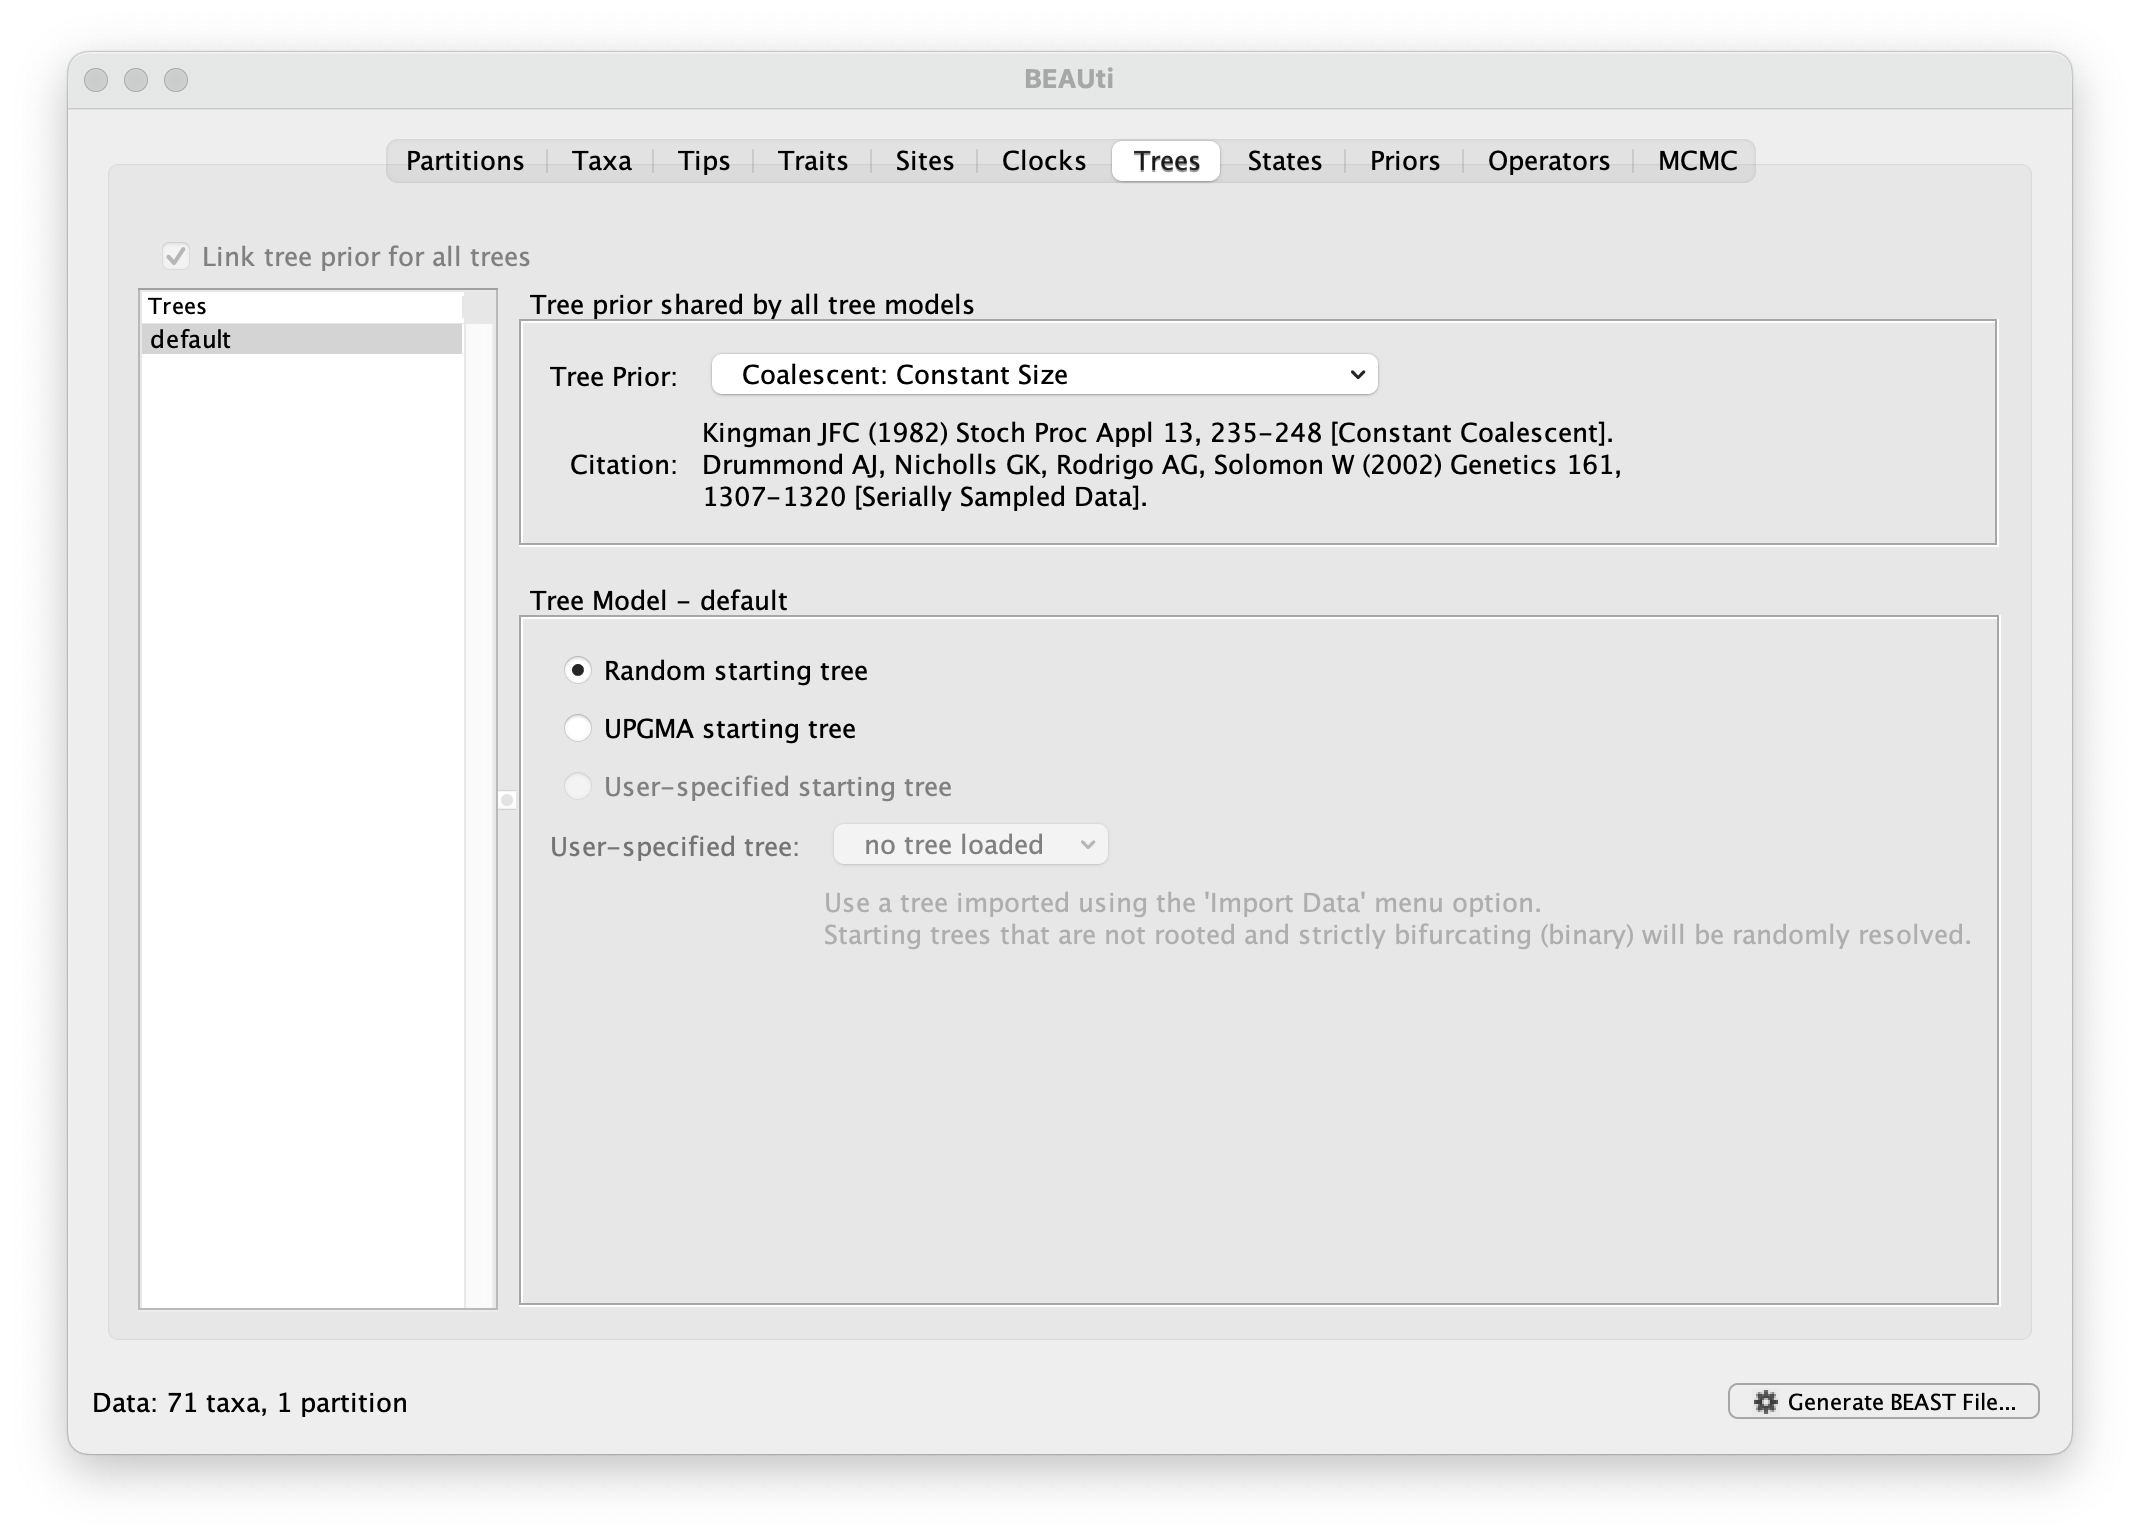 BEAUti
Partitions Taxa Tips Traits Sites Clocks Trees States Priors Operators MCMC
Link tree prior for all trees
Trees
default
Tree prior shared by all tree models
Tree Prior: Coalescent: Constant Size
Kingman JFC (1982) Stoch Proc Appl 13, 235-248 [Constant Coalescent].
Citation: Drummond AJ, Nicholls GK, Rodrigo AG, Solomon W (2002) Genetics 161,
1307-1320 [Serially Sampled Data].
Tree Model - default
Random starting tree
UPGMA starting tree
User-specified starting tree
User-specified tree: no tree loaded
Use a tree imported using the 'Import Data' menu option.
Starting trees that are not rooted and strictly bifurcating (binary) will be randomly resolved.
Data: 71 taxa, 1 partition
Generate BEAST File...